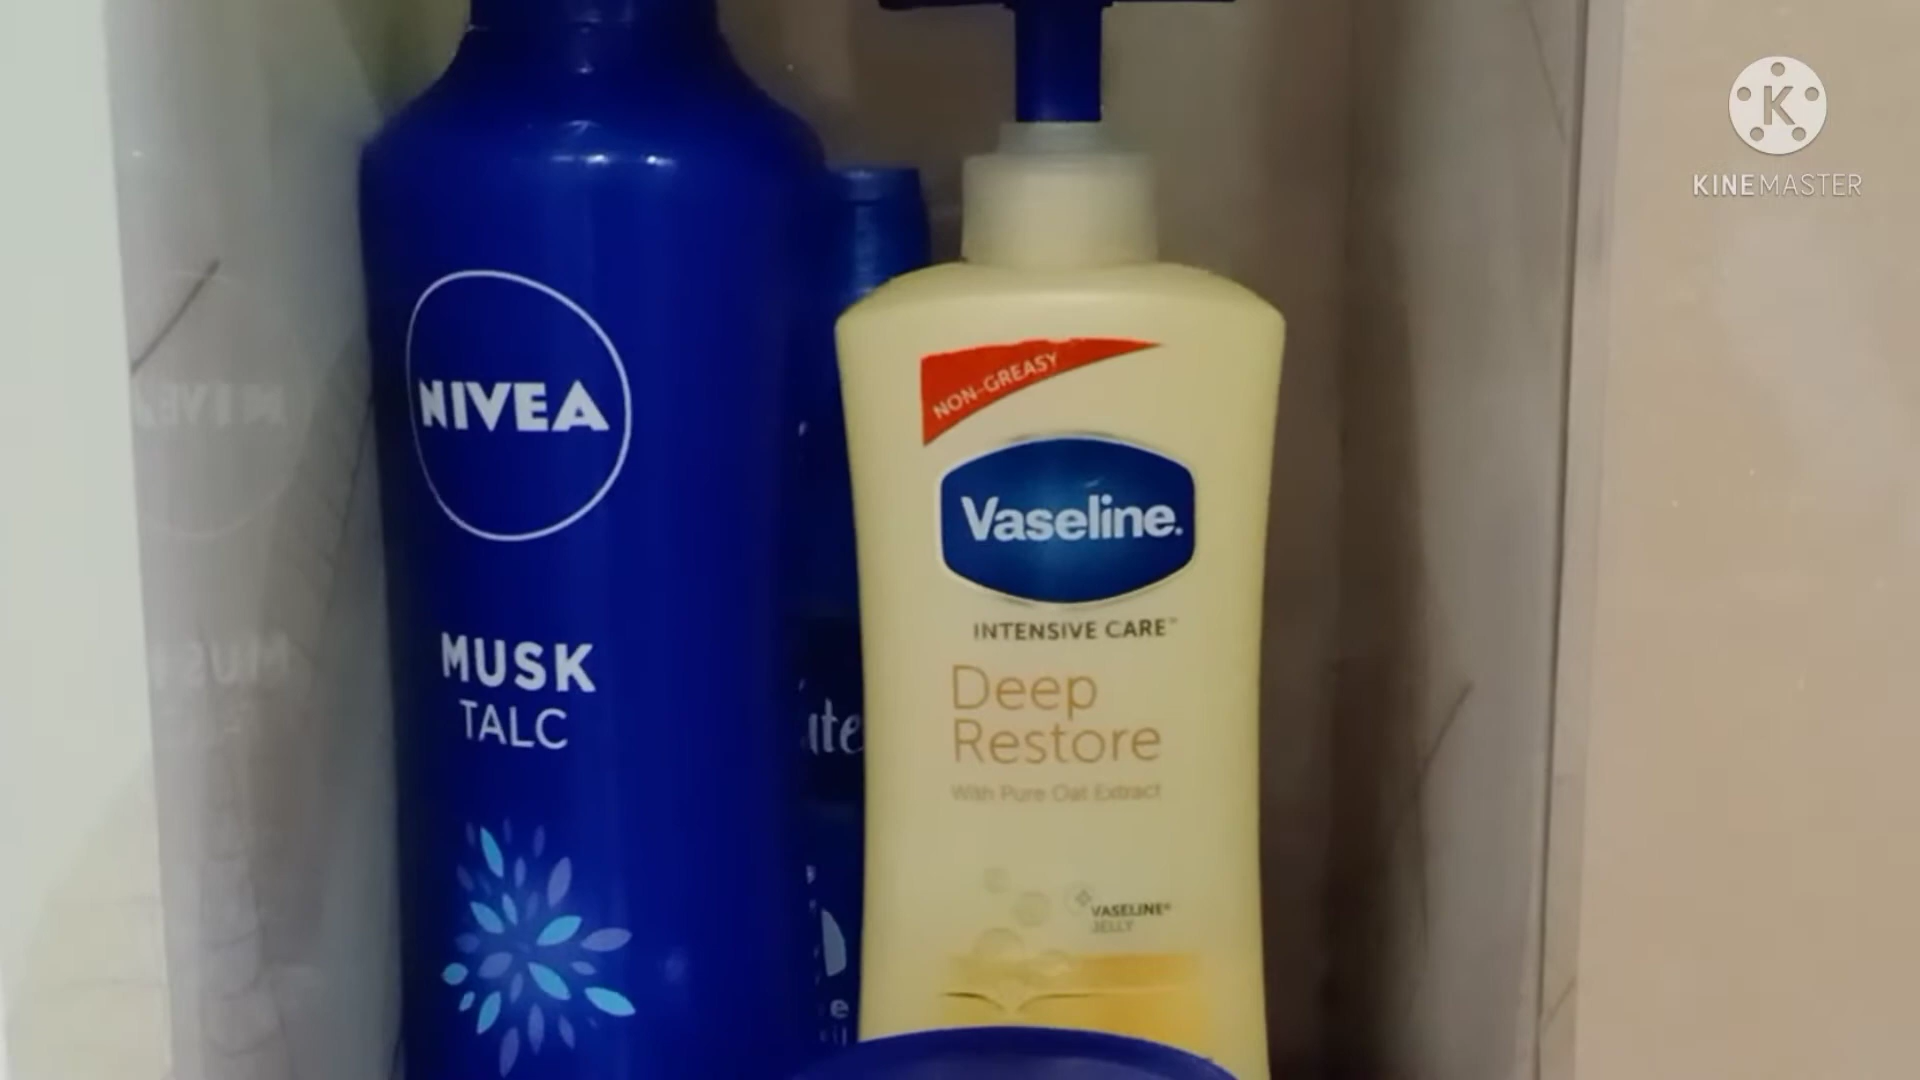 NIVEA
MUSK
TALC
NON-GREASY
Vaseline.
INTENSIVE CARE™
Deep
Restore
With Pure Oat Extract
VASELINE®
JELLY
K
KINEMASTER